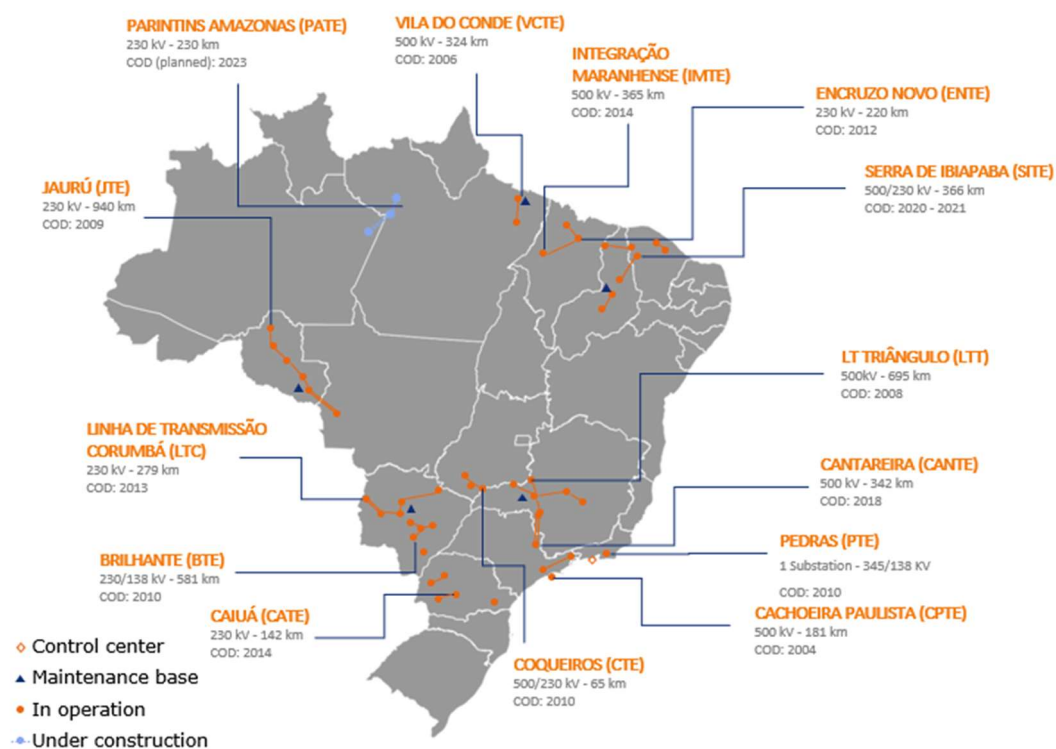 PARINTINS AMAZONAS (PATE)
230 kV - 230 km
COD (planned): 2023
VILA DO CONDE (VCTE)
500 kV - 324 km
COD: 2006
INTEGRAÇÃO
MARANHENSE (IMTE)
500 kV - 365 km
COD: 2014
ENCRUZO NOVO (ENTE)
230 kV - 220 km
COD: 2012
SERRA DE IBIAPABA (SITE)
500/230 kV - 366 km
COD: 2020 - 2021
JAURÚ (JTE)
230 kV - 940 km
COD: 2009
LT TRIÂNGULO (LTT)
500kV - 695 km
COD: 2008
LINHA DE TRANSMISSÃO
CORUMBÁ (LTC)
230 kV - 279 km
COD: 2013
CANTAREIRA (CANTE)
500 kV - 342 km
COD: 2018
PEDRAS (PTE)
1 Substation - 345/138 KV
COD: 2010
BRILHANTE (BTE)
230/138 kV - 581 km
COD: 2010
CACHOEIRA PAULISTA (CPTE)
500 kV - 181 km
COD: 2004
CAIUÁ (CATE)
230 kV - 142 km
COD: 2014
COQUEIROS (CTE)
500/230 kV - 65 km
COD: 2010
Control center
Maintenance base
In operation
Under construction